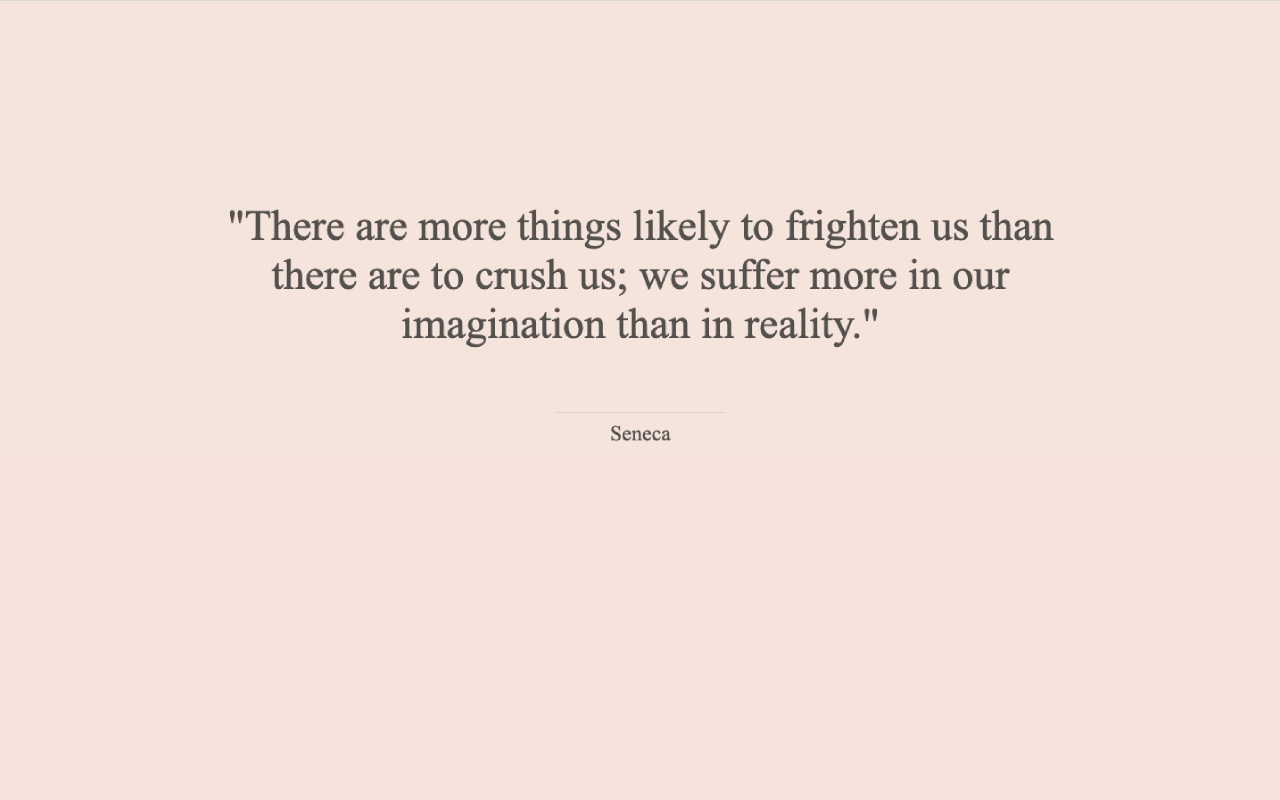 "There are more things likely to frighten us than
there are to crush us; we suffer more in our
imagination than in reality."
Seneca